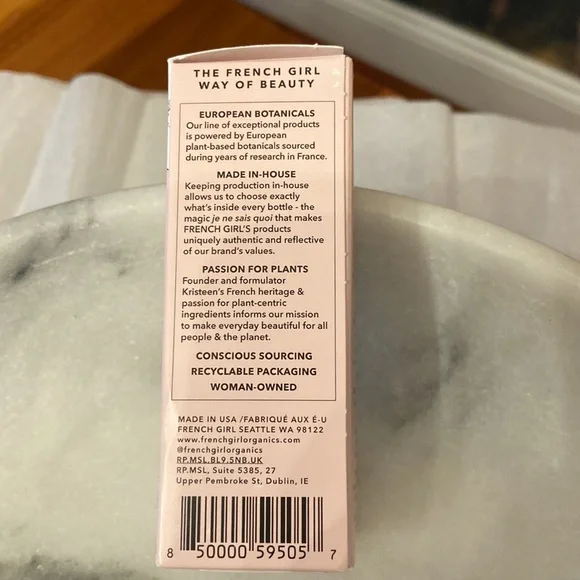 THE FRENCH GIRL
WAY OF BEAUTY
EUROPEAN BOTANICALS
Our line of exceptional products
is powered by European
plant-based botanicals sourced
during years of research in France.
MADE IN-HOUSE
Keeping production in-house
allows us to choose exactly
what's inside every bottle - the
magic je ne sais quoi that makes
FRENCH GIRL'S products
uniquely authentic and reflective
of our brand's values.
PASSION FOR PLANTS
Founder and formulator
Kristeen's French heritage &
passion for plant-centric
ingredients informs our mission
to make everyday beautiful for all
people & the planet.
CONSCIOUS SOURCING
RECYCLABLE PACKAGING
WOMAN-OWNED
MADE IN USA /FABRIQUÉ AUX É-U
FRENCH GIRL SEATTLE WA 98122
www.frenchgirlorganics.com
@frenchgirlorganics
RP.MSL.BL9.5NB.UK
RP.MSL, Suite 5385, 27
Upper Pembroke St, Dublin, IE
8 50000 59505 7